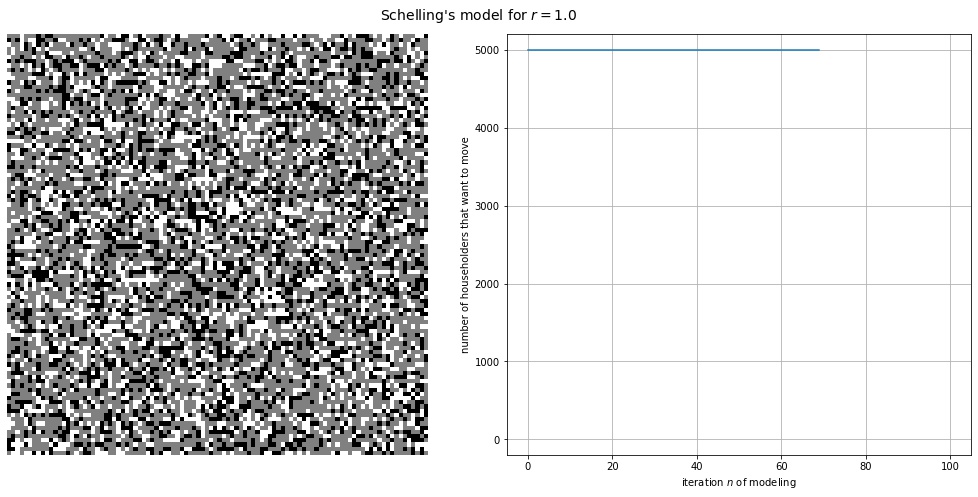 Schelling's model for r = 1.0
number of householders that want to move
5000
4000
3000
2000
1000
0
0 20 40 60 80 100
iteration n of modeling